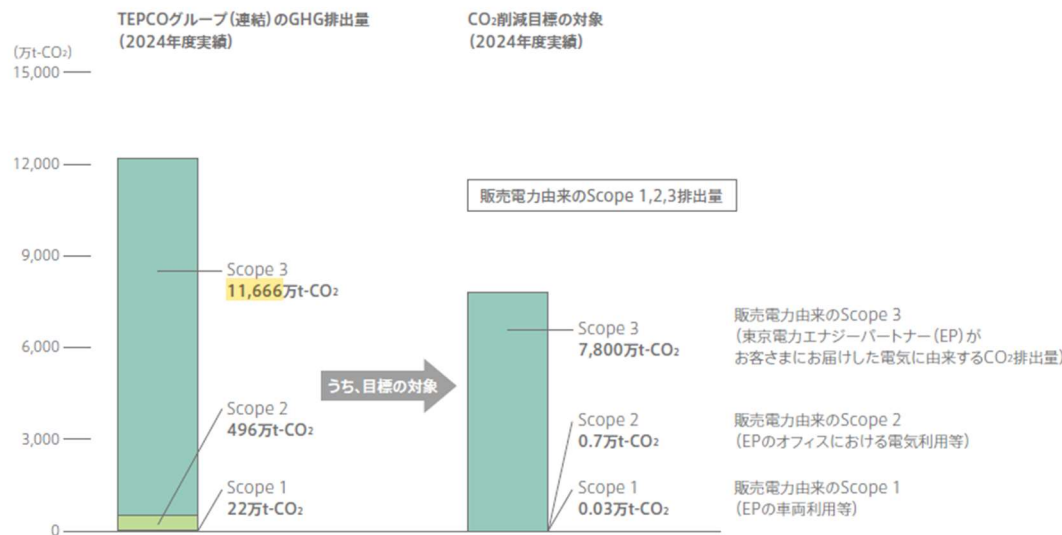 TEPCOグループ（連結）のGHG排出量
（2024年度実績）
CO₂削減目標の対象
（2024年度実績）
(万t-CO₂)
15,000
12,000
9,000
6,000
3,000
0
Scope 3
11,666万t-CO₂
Scope 2
496万t-CO₂
Scope 1
22万t-CO₂
うち、目標の対象
販売電力由来のScope 1,2,3排出量
Scope 3
7,800万t-CO₂
Scope 2
0.7万t-CO₂
Scope 1
0.03万t-CO₂
販売電力由来のScope 3
（東京電力エナジーパートナー（EP）が
お客さまにお届けした電気に由来するCO₂排出量）
販売電力由来のScope 2
（EPのオフィスにおける電気利用等）
販売電力由来のScope 1
（EPの車両利用等）